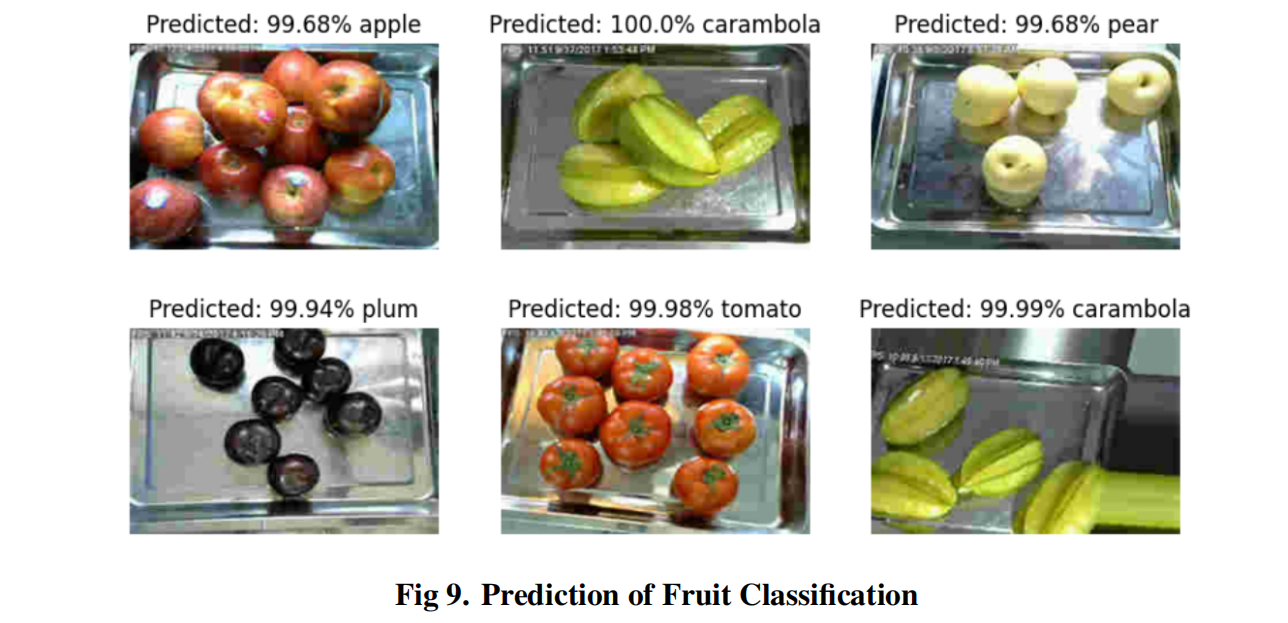 Predicted: 99.68% apple
Predicted: 100.0% carambola
Predicted: 99.68% pear
Predicted: 99.94% plum
Predicted: 99.98% tomato
Predicted: 99.99% carambola
Fig 9. Prediction of Fruit Classification